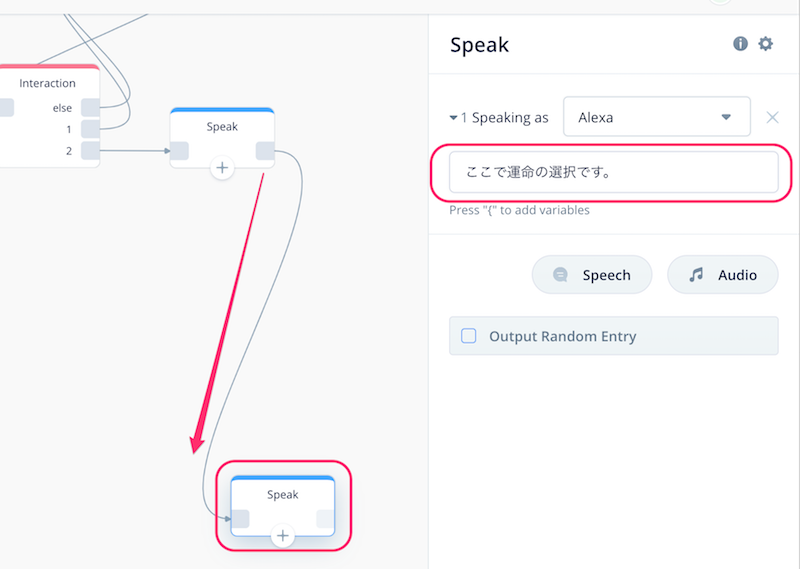 Interaction
else
1
2
Speak
Speak
Speak
1 Speaking as
Alexa
ここで運命の選択です。
Press "{" to add variables
Speech
Audio
Output Random Entry